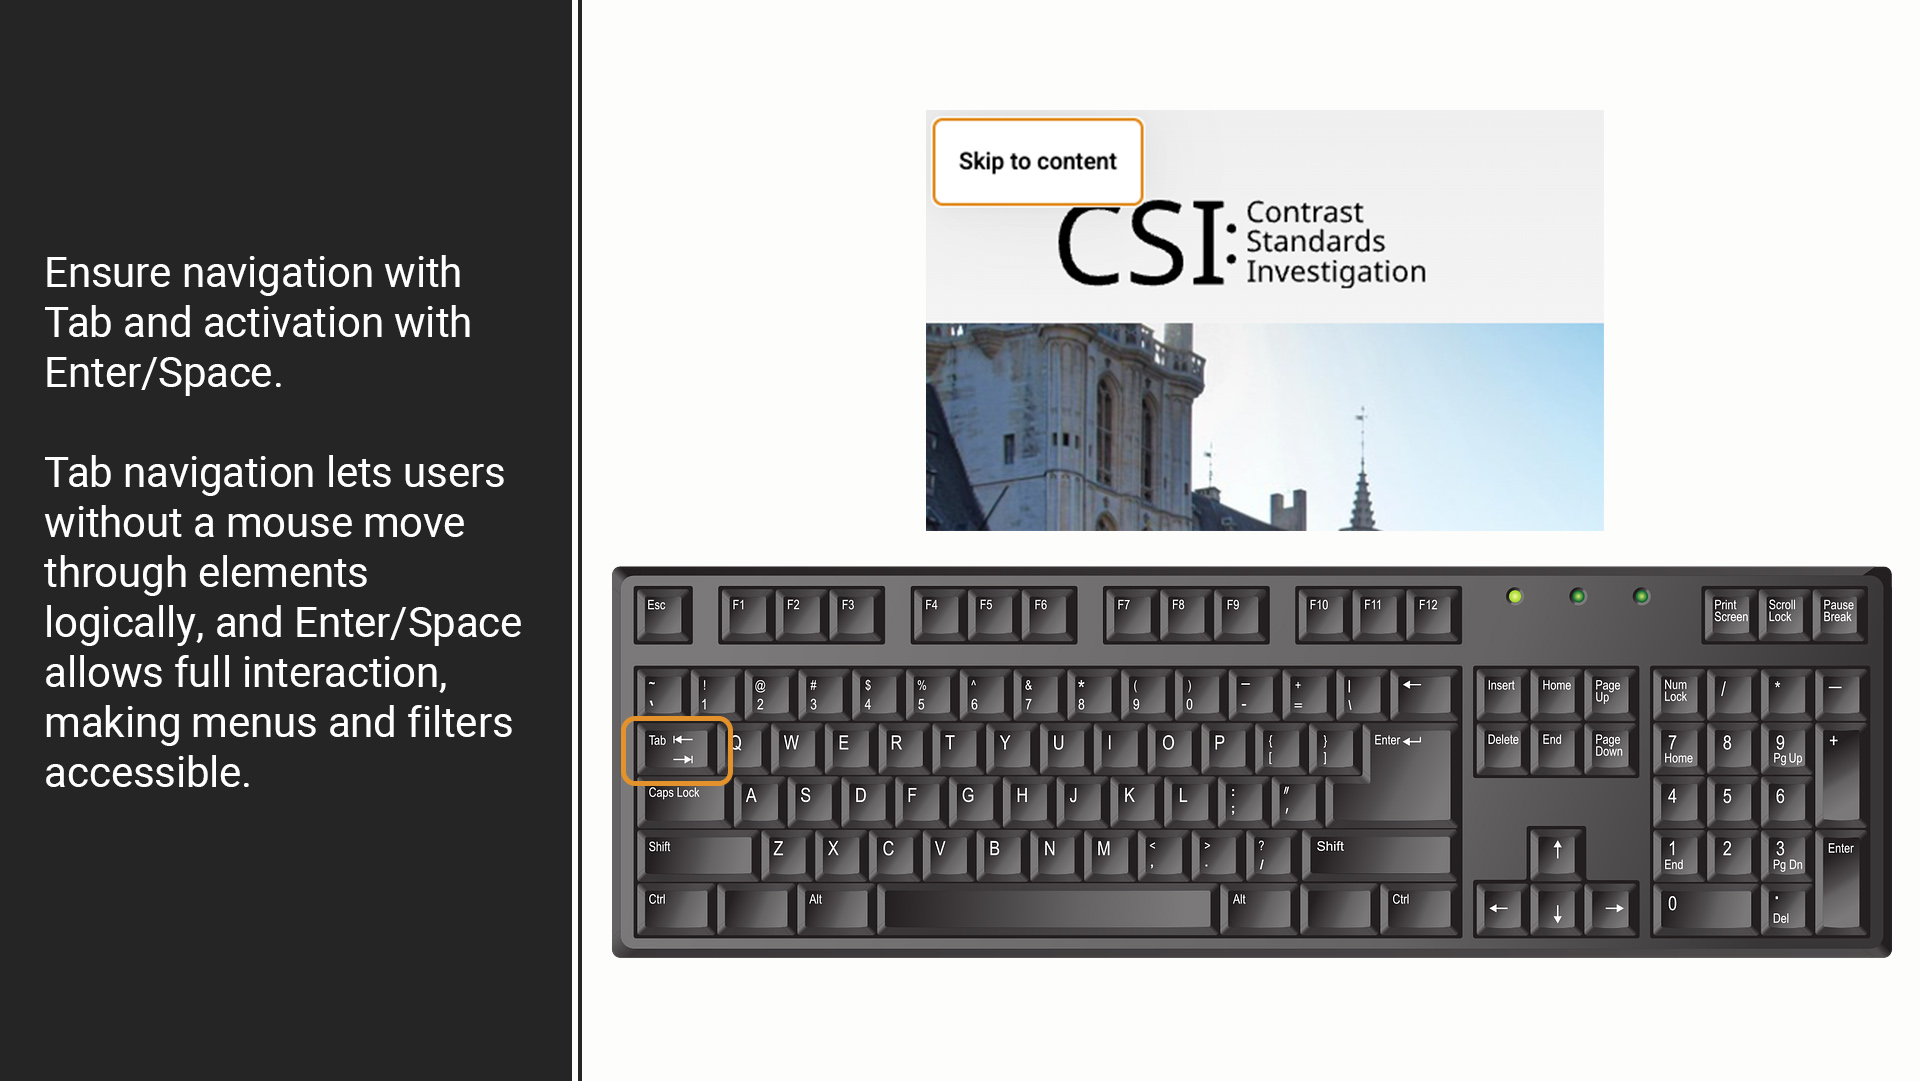 Ensure navigation with
Tab and activation with
Enter/Space.
Tab navigation lets users
without a mouse move
through elements
logically, and Enter/Space
allows full interaction,
making menus and filters
accessible.
Skip to content
CSI: Contrast
Standards
Investigation
Esc F1 F2 F3 F4 F5 F6 F7 F8 F9 F10 F11 F12 Print Screen Scroll Lock Pause Break
~ ! @ # $ % ^ & * ( ) — + | ←
` 1 2 3 4 5 6 7 8 9 0 - = \
Insert Home Page Up Num Lock / * —
Tab Q W E R T Y U I O P { [ } ] Enter
Delete End Page Down 7 Home 8 9 Pg Up +
Caps Lock A S D F G H J K L : ; " ,
4 5 6
Shift Z X C V B N M < , > . ? / Shift
↑ 1 End 2 3 Pg Dn Enter
Ctrl Alt Alt Ctrl
← ↓ → 0 . Del